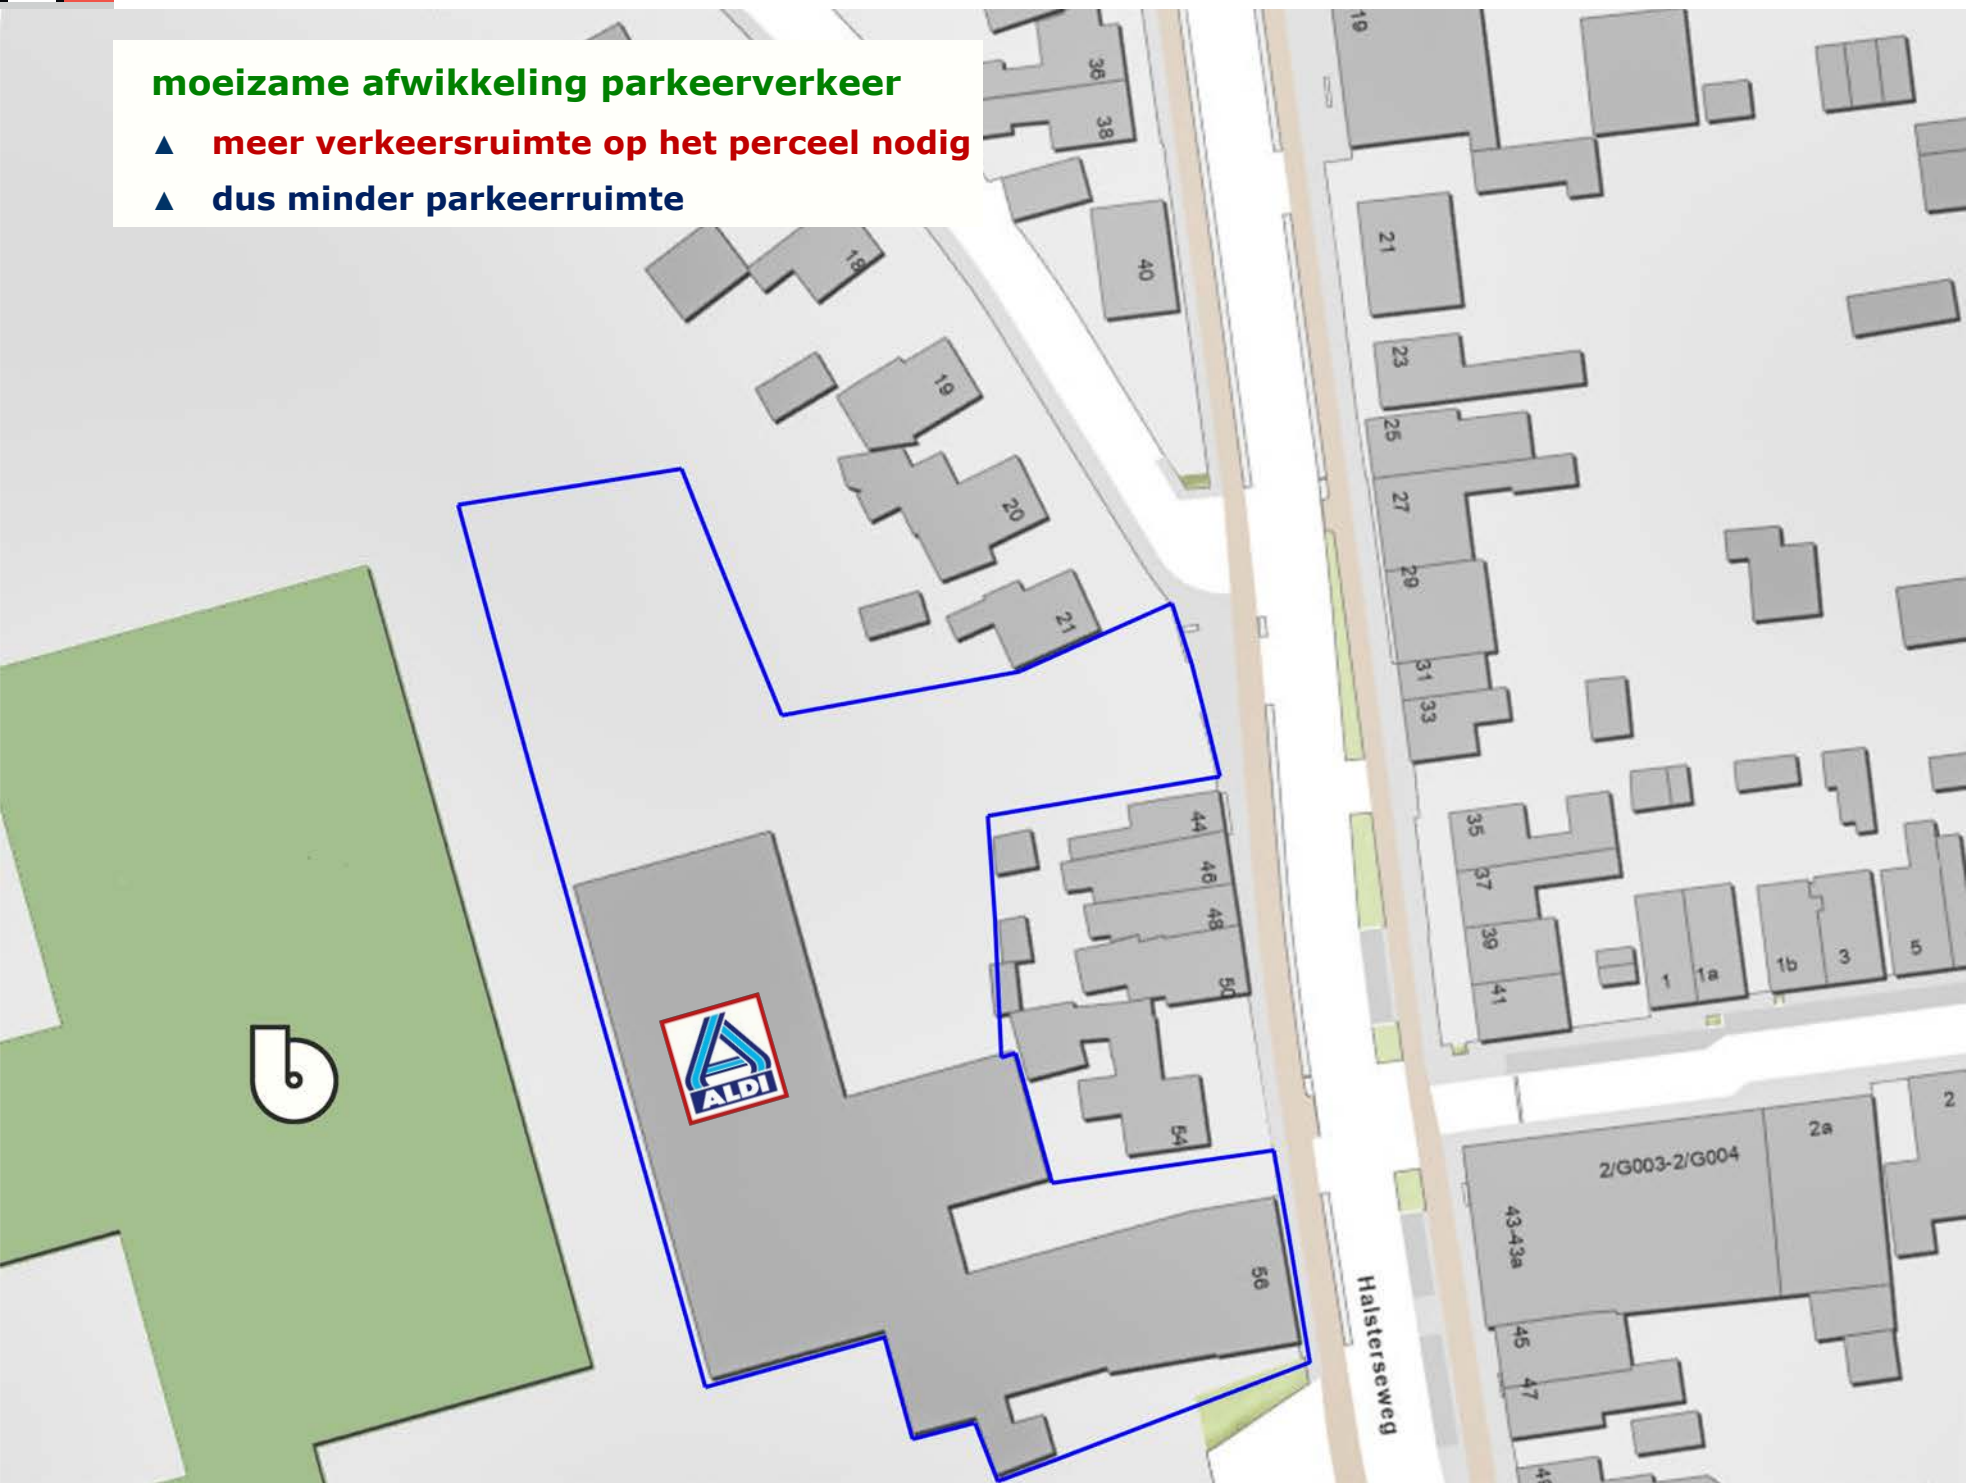 moeizame afwikkeling parkeerverkeer
▲ meer verkeersruimte op het perceel nodig
▲ dus minder parkeerruimte
36
38
40
18
19
20
21
19
21
23
25
27
29
31
33
35
37
39
41
44
46
48
50
54
56
ALDI
b
1
1a
1b
3
5
2/G003-2/G004
2a
2
43-43a
45
47
Halsterseweg